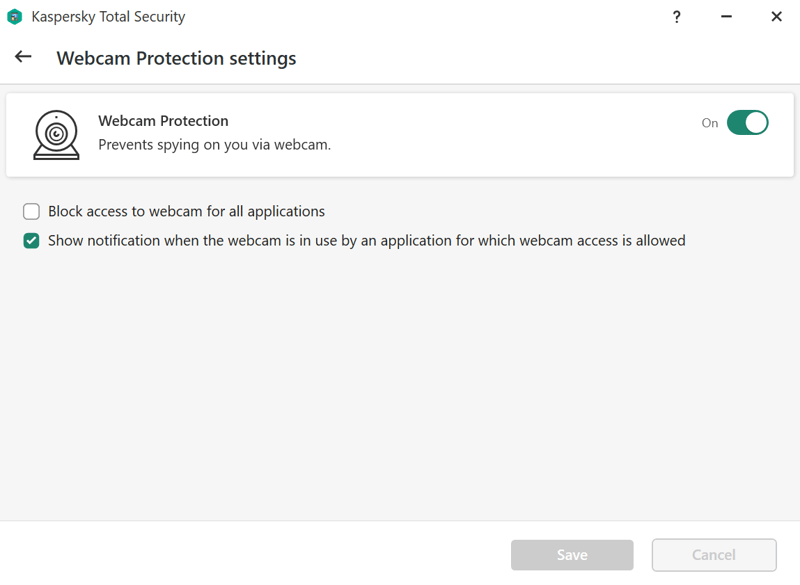 Kaspersky Total Security
?
Webcam Protection settings
Webcam Protection
On
Prevents spying on you via webcam.
Block access to webcam for all applications
Show notification when the webcam is in use by an application for which webcam access is allowed
Save
Cancel